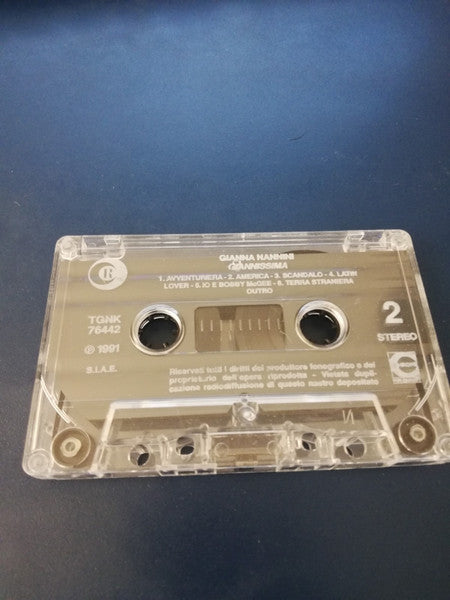 GIANNA NANNINI
GIANNISSIMA
1. AVVENTURIERA - 2. AMERICA - 3. SCANDALO - 4. LATIN
LOVER - 5. IO E BOBBY McGEE - 6. TERRA STRANIERA
OUTRO
TGNK
76442
℗ 1991
S.I.A.E.
2
STEREO
Riservati tutti i diritti del produttore fonografico e del
proprietario dell'opera riprodotta - Vietata dupli-
cazione radiodiffusione di questo nastro depositato